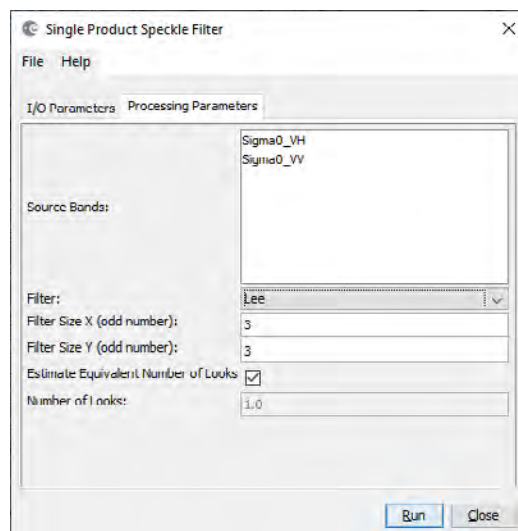 Single Product Speckle Filter
File Help
I/O Parameters Processing Parameters
Sigma0_VH
Sigma0_VV
Source Bands:
Filter: Lee
Filter Size X (odd number): 3
Filter Size Y (odd number): 3
Estimate Equivalent Number of Looks
Number of Looks: 1.0
Run Close